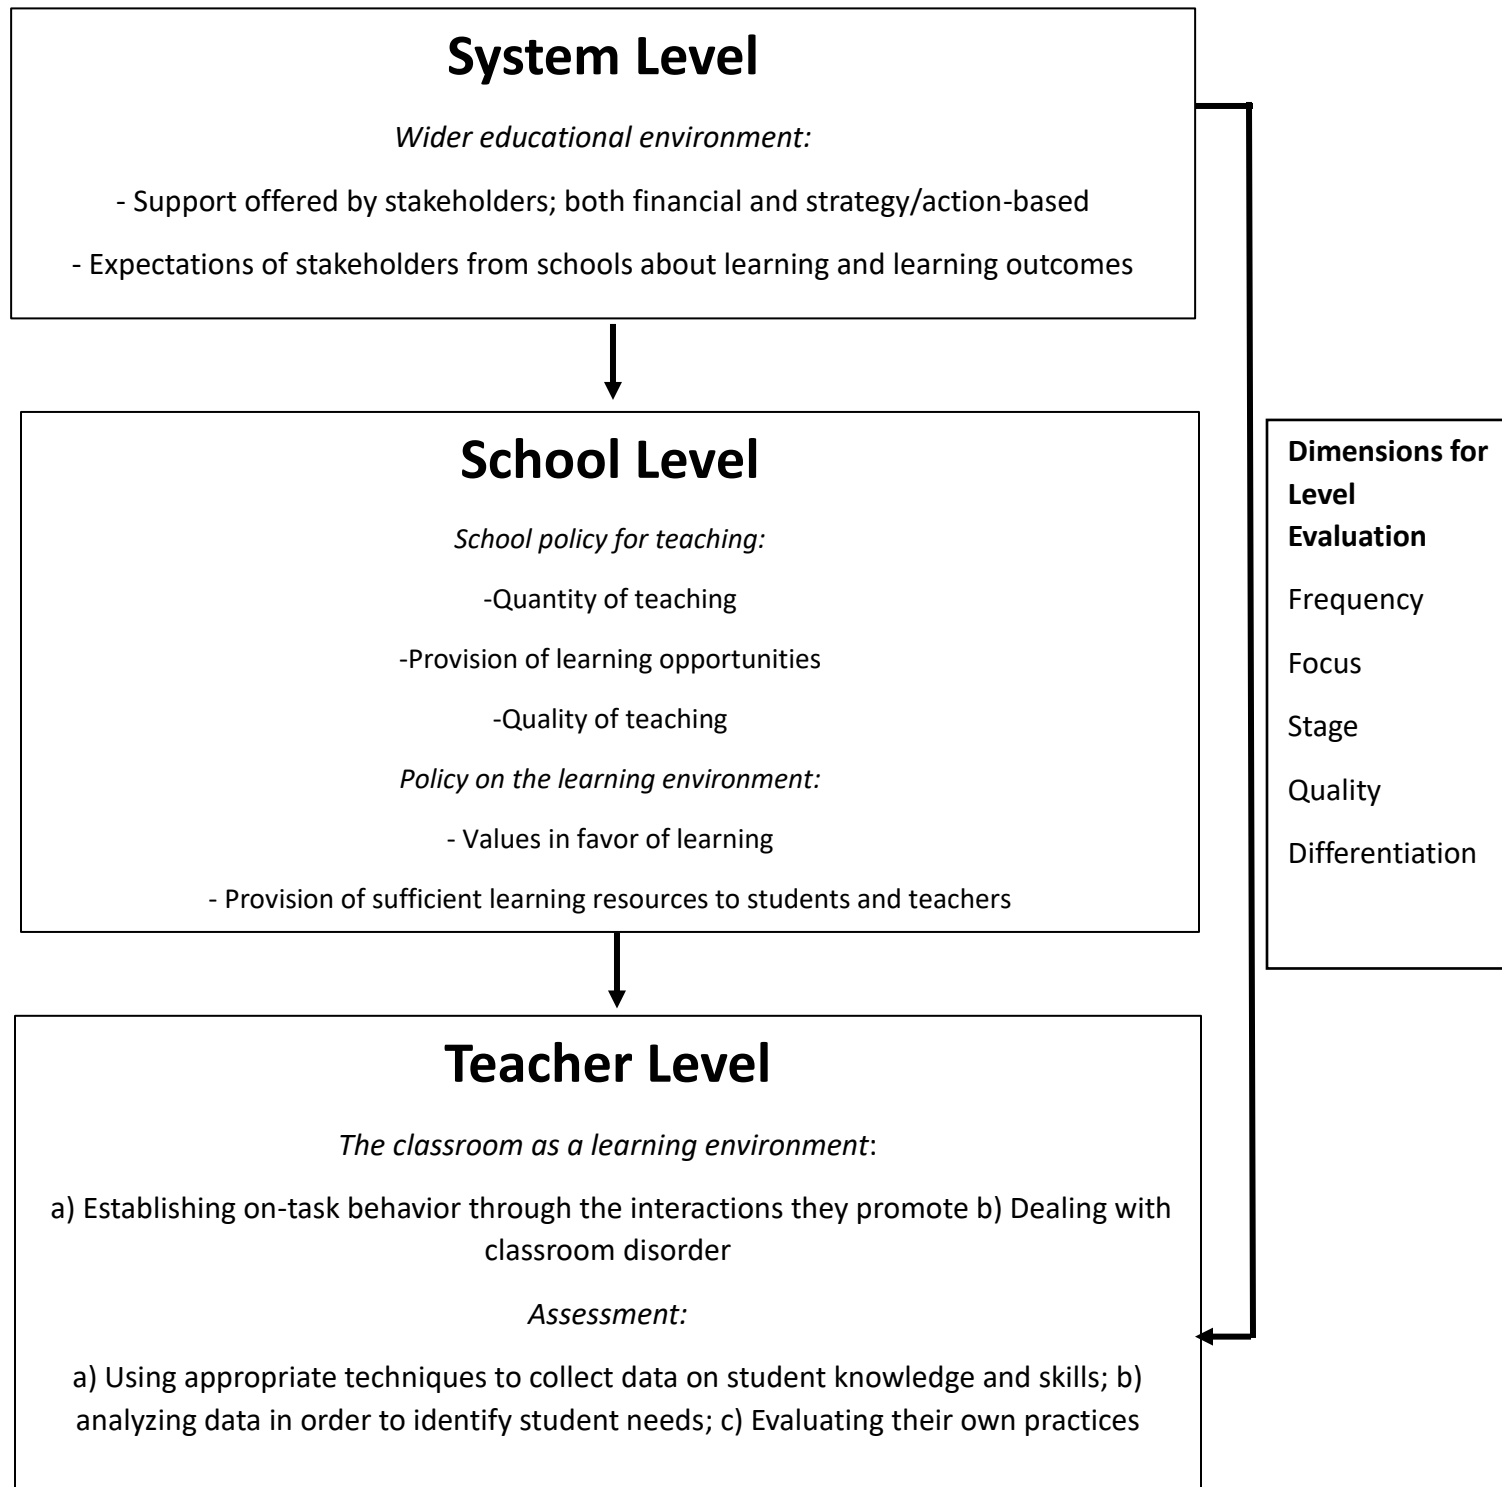 System Level
Wider educational environment:
- Support offered by stakeholders; both financial and strategy/action-based
- Expectations of stakeholders from schools about learning and learning outcomes
School Level
School policy for teaching:
-Quantity of teaching
-Provision of learning opportunities
-Quality of teaching
Policy on the learning environment:
- Values in favor of learning
- Provision of sufficient learning resources to students and teachers
Dimensions for
Level
Evaluation
Frequency
Focus
Stage
Quality
Differentiation
Teacher Level
The classroom as a learning environment:
a) Establishing on-task behavior through the interactions they promote b) Dealing with
classroom disorder
Assessment:
a) Using appropriate techniques to collect data on student knowledge and skills; b)
analyzing data in order to identify student needs; c) Evaluating their own practices